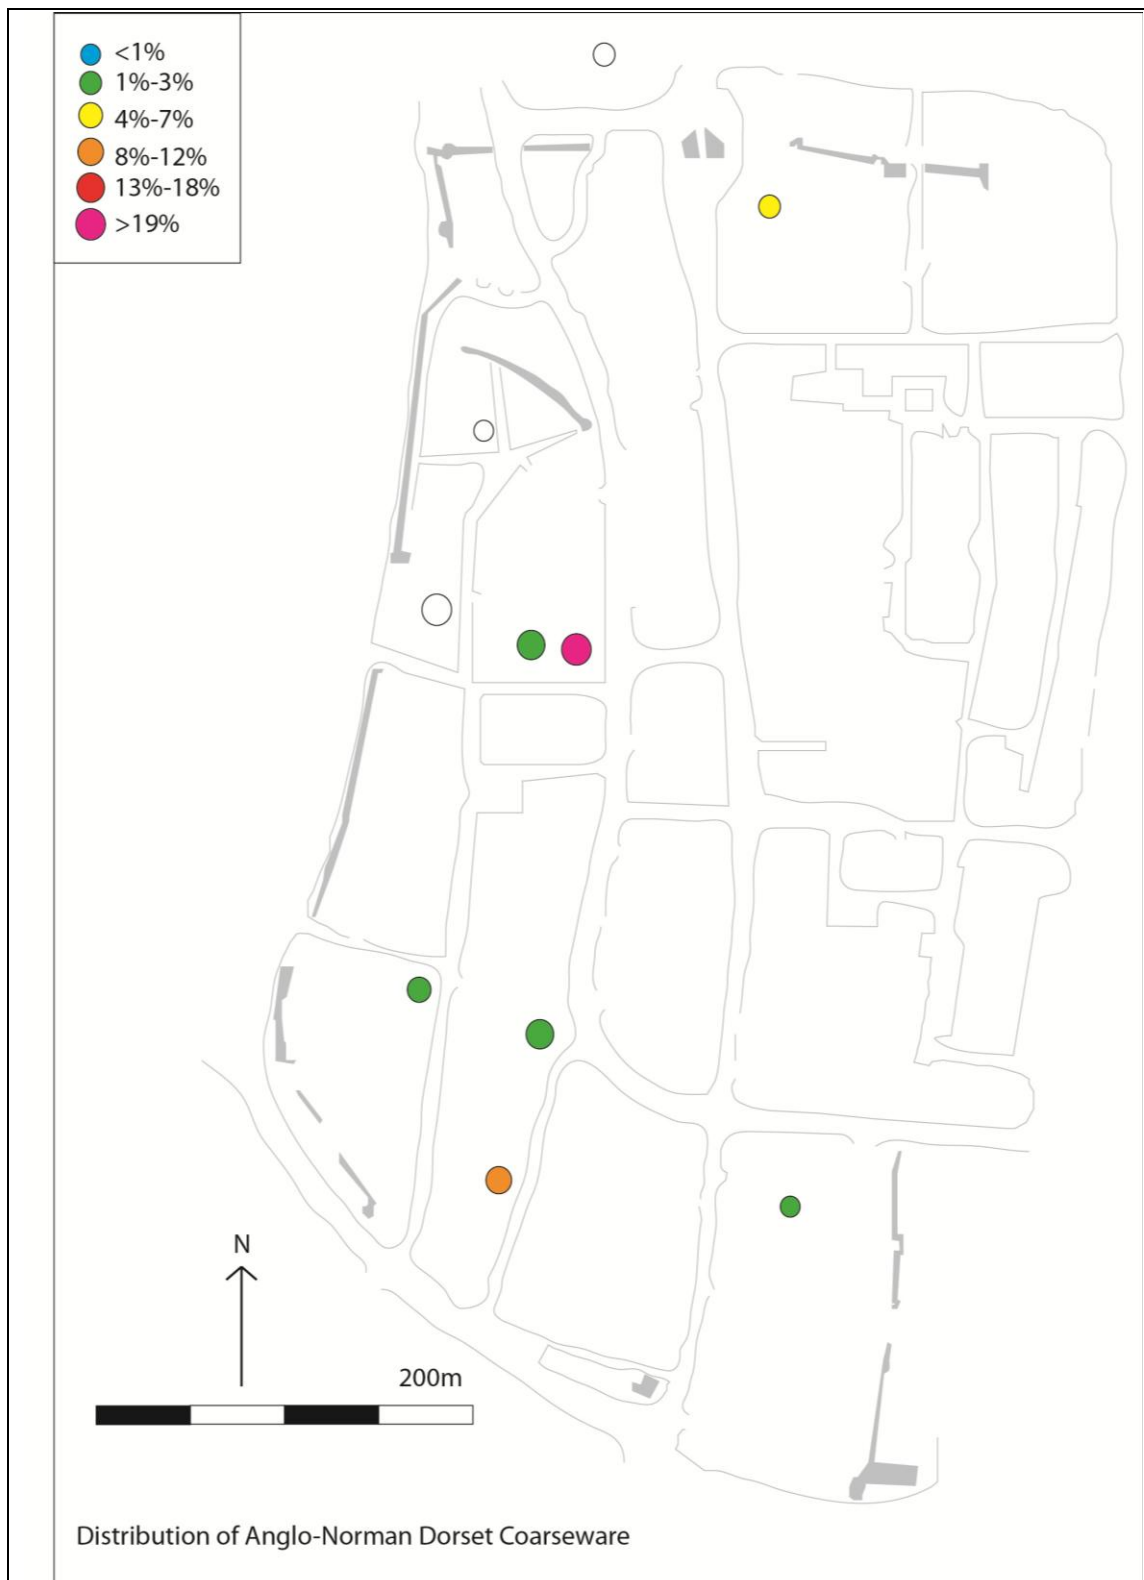 <1%
1%-3%
4%-7%
8%-12%
13%-18%
>19%
N
200m
Distribution of Anglo-Norman Dorset Coarseware